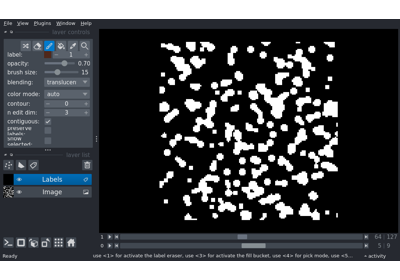 File View Plugins Window Help
layer controls
label: 1
opacity: 0.70
brush size: 15
blending: translucen
color mode: auto
contour: 0
n edit dim: 3
contiguous: ✓
preserve labels:
show selected:
layer list
Labels
Image
1 64 127
0 5 9
Ready use <1> for activate the label eraser, use <3> for activate the fill bucket, use <4> for pick mode, use <5... activity